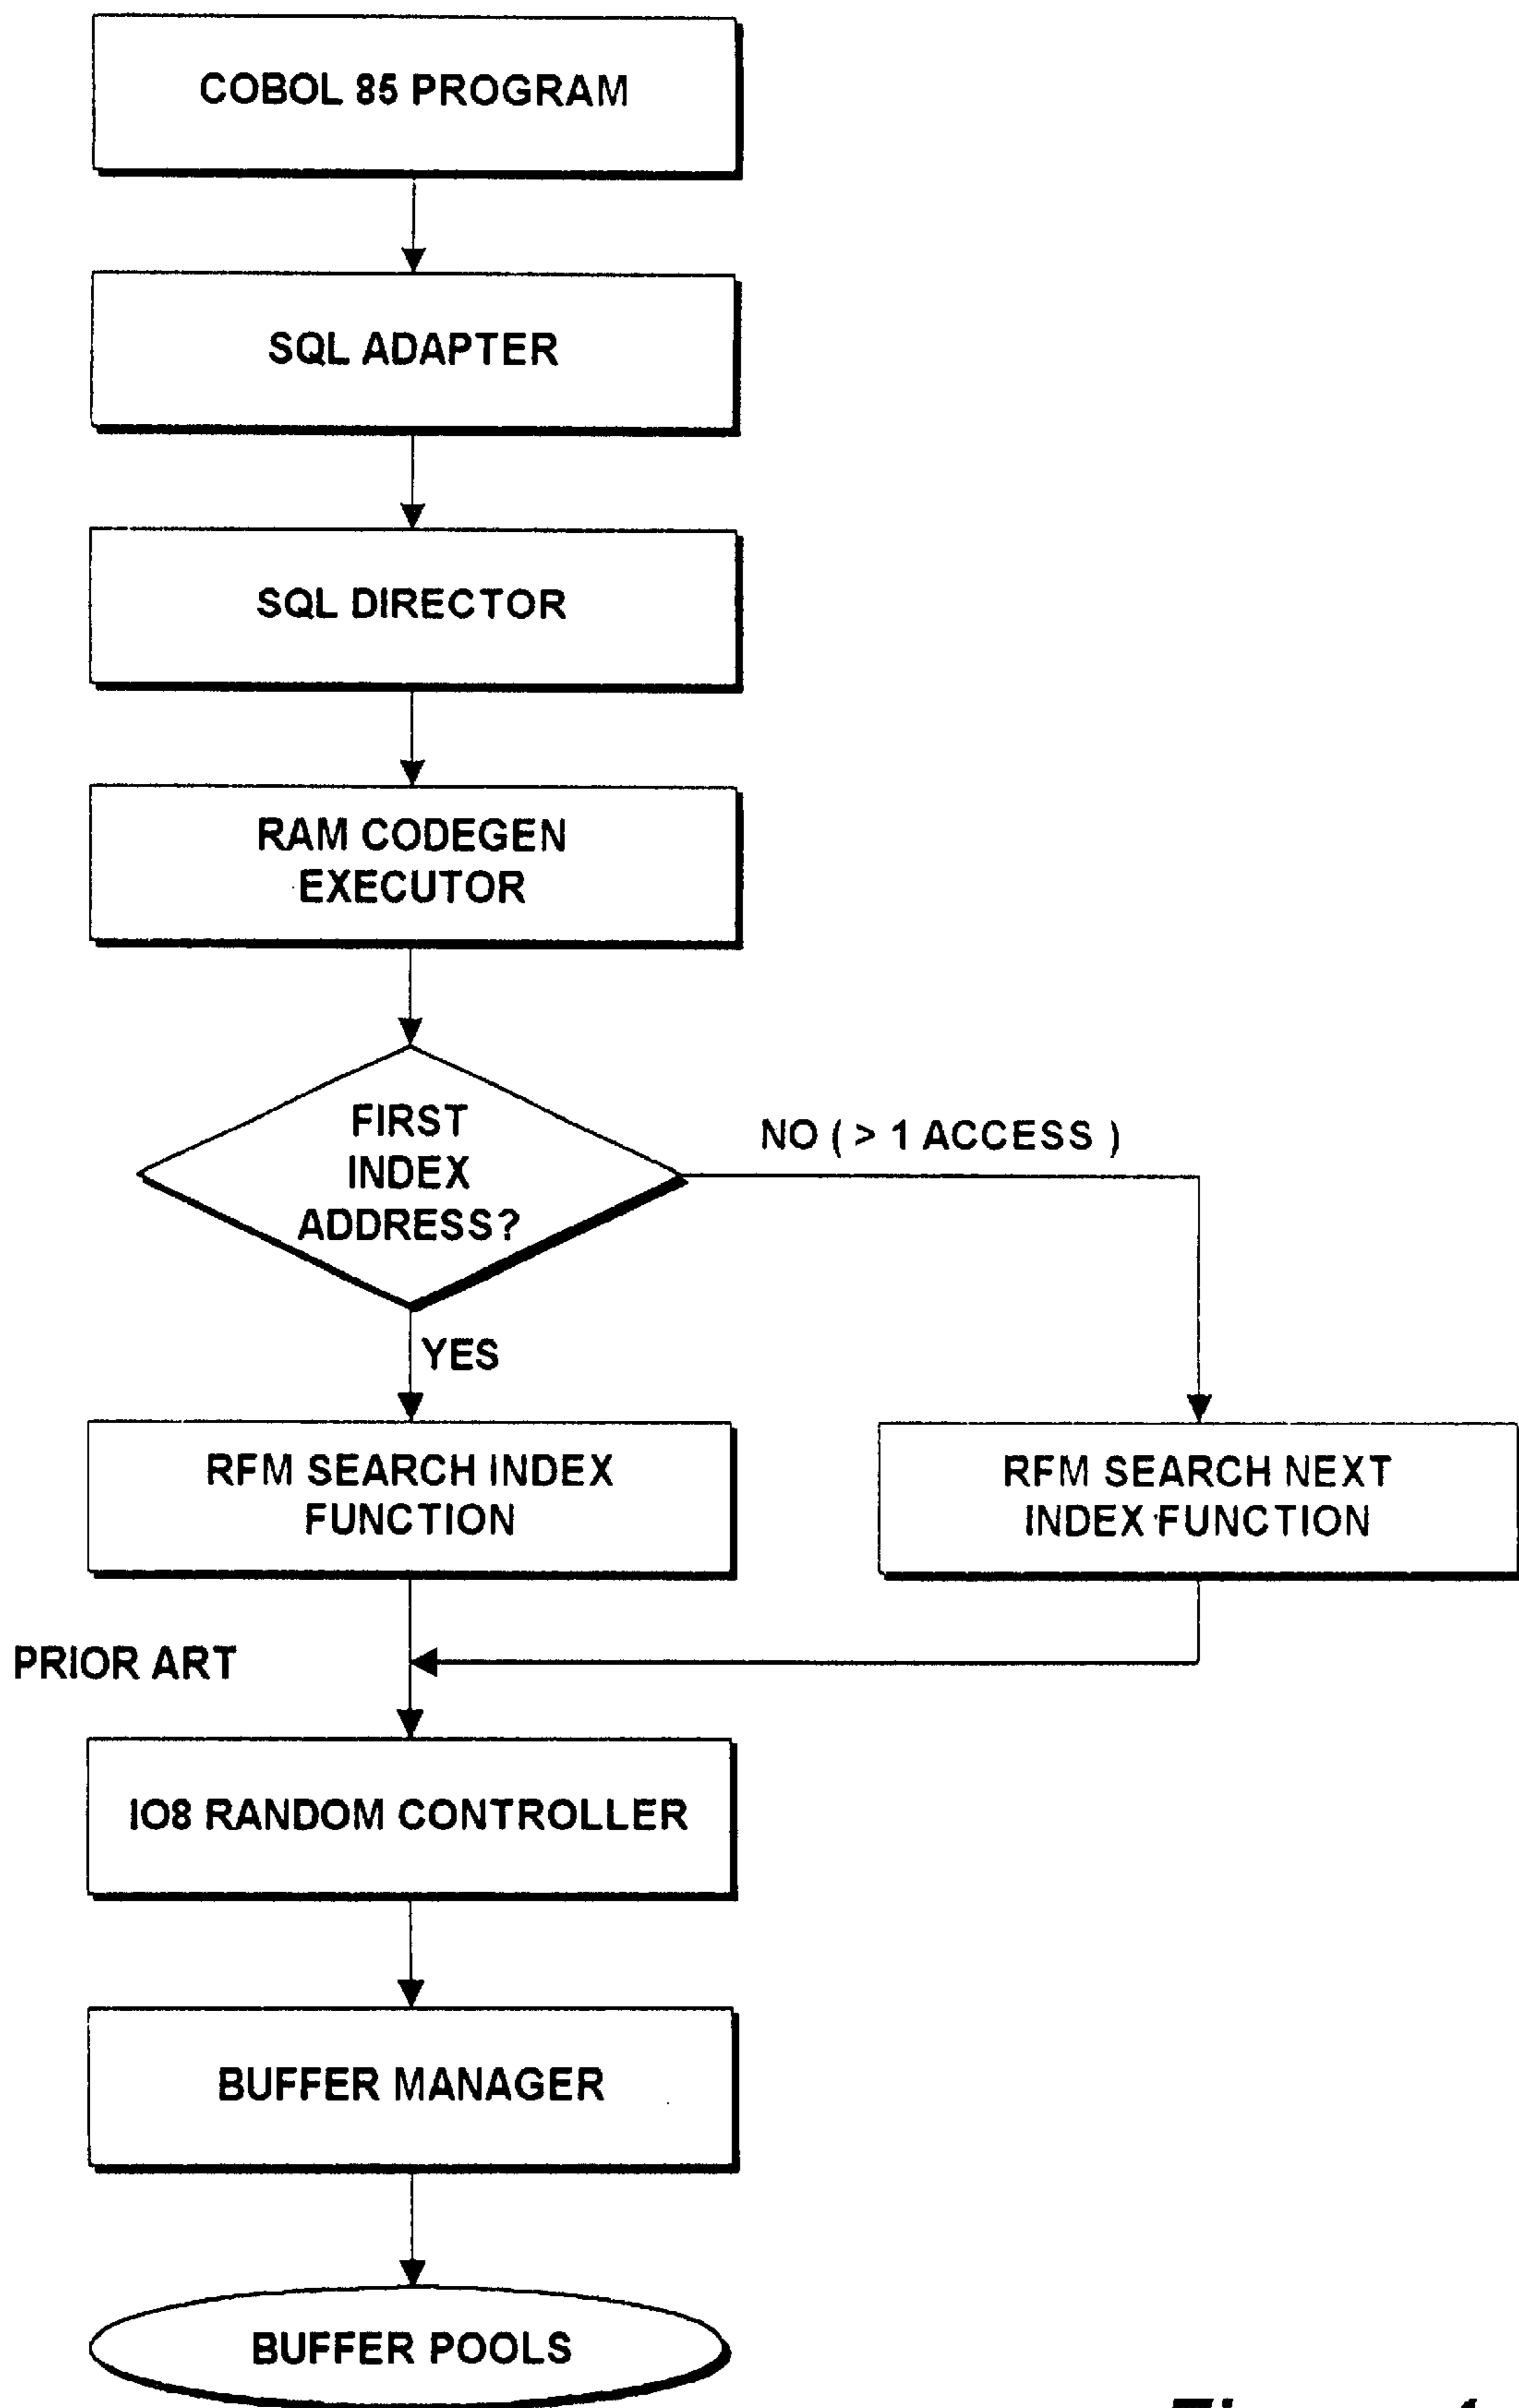 COBOL 85 PROGRAM
SQL ADAPTER
SQL DIRECTOR
RAM CODEGEN
EXECUTOR
FIRST
INDEX
ADDRESS?
NO ( > 1 ACCESS )
YES
RFM SEARCH INDEX
FUNCTION
RFM SEARCH NEXT
INDEX FUNCTION
PRIOR ART
IO8 RANDOM CONTROLLER
BUFFER MANAGER
BUFFER POOLS